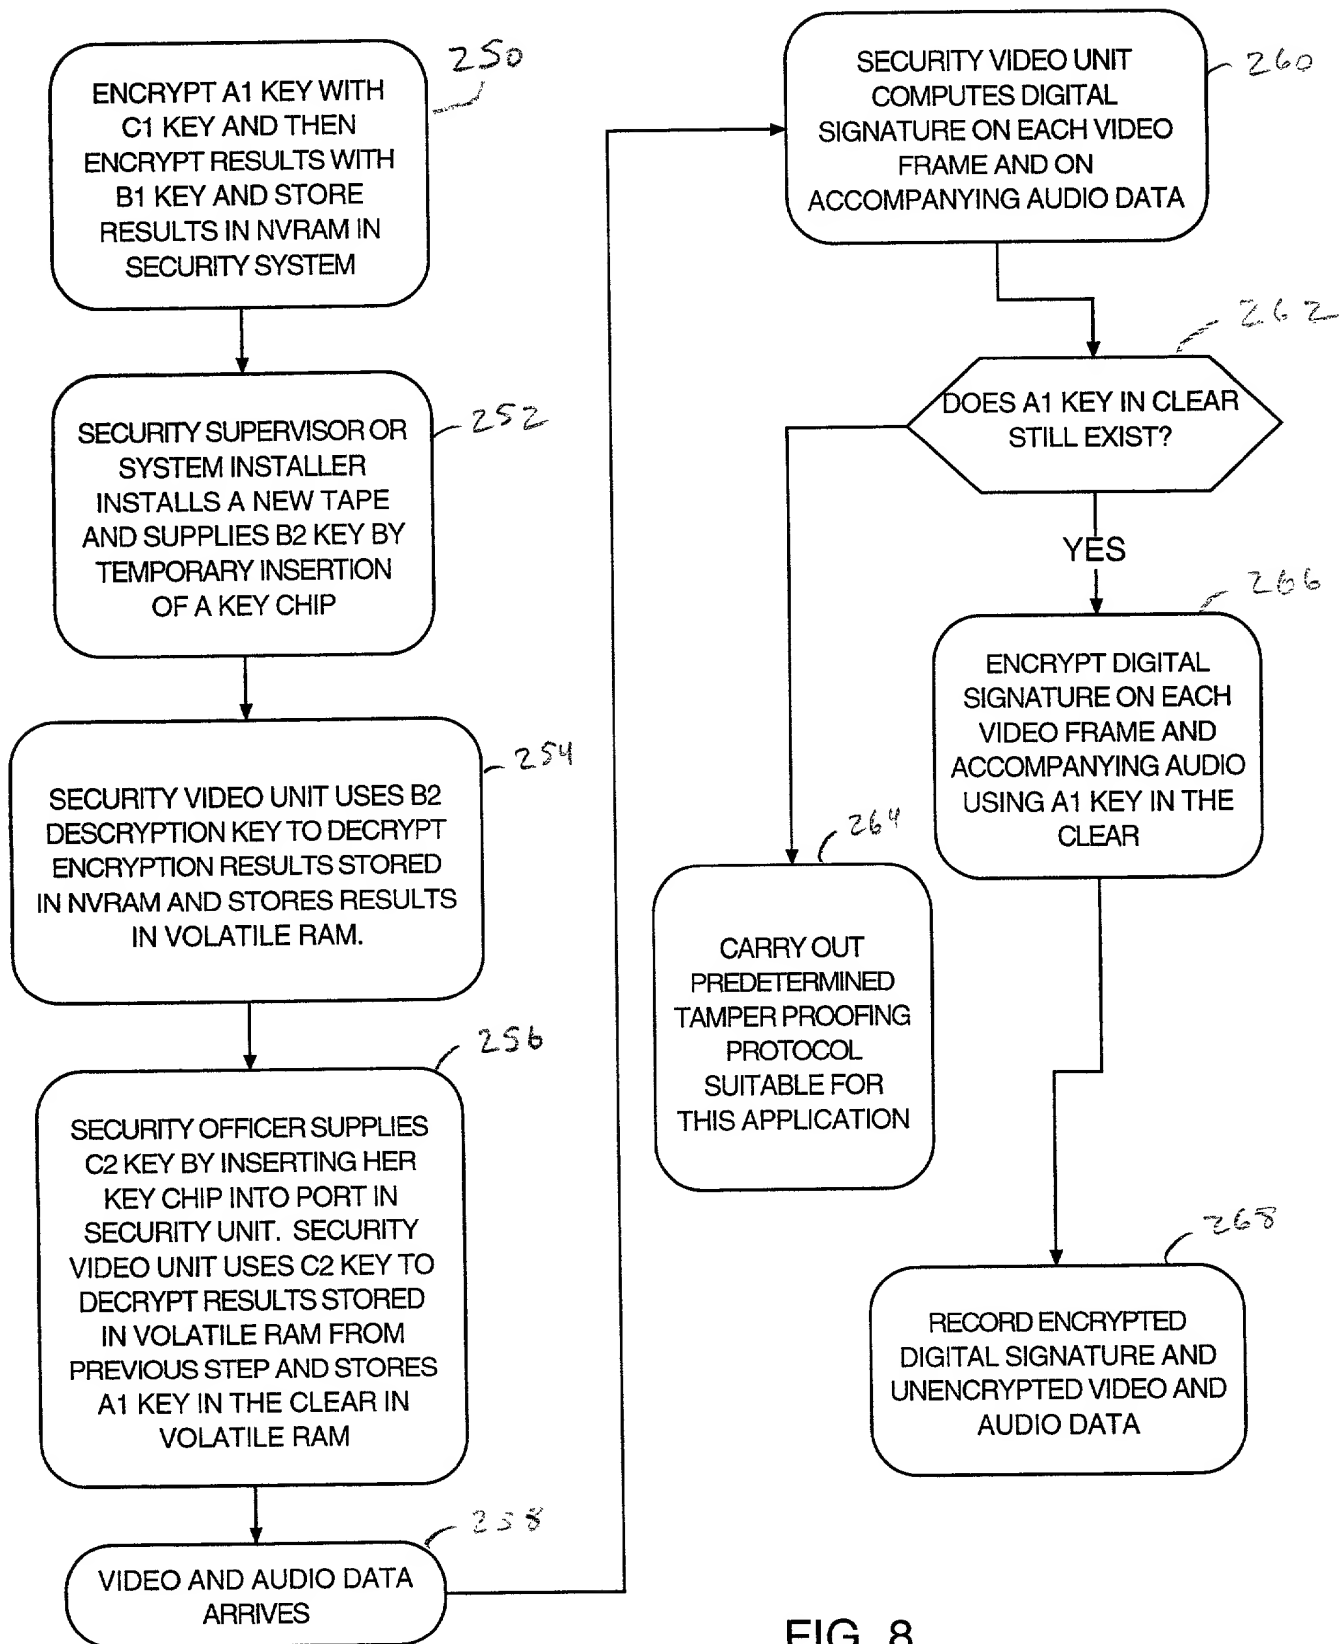 ENCRYPT A1 KEY WITH
C1 KEY AND THEN
ENCRYPT RESULTS WITH
B1 KEY AND STORE
RESULTS IN NVRAM IN
SECURITY SYSTEM
250
SECURITY SUPERVISOR OR
SYSTEM INSTALLER
INSTALLS A NEW TAPE
AND SUPPLIES B2 KEY BY
TEMPORARY INSERTION
OF A KEY CHIP
252
SECURITY VIDEO UNIT USES B2
DESCRYPTION KEY TO DECRYPT
ENCRYPTION RESULTS STORED
IN NVRAM AND STORES RESULTS
IN VOLATILE RAM.
254
SECURITY OFFICER SUPPLIES
C2 KEY BY INSERTING HER
KEY CHIP INTO PORT IN
SECURITY UNIT. SECURITY
VIDEO UNIT USES C2 KEY TO
DECRYPT RESULTS STORED
IN VOLATILE RAM FROM
PREVIOUS STEP AND STORES
A1 KEY IN THE CLEAR IN
VOLATILE RAM
256
VIDEO AND AUDIO DATA
ARRIVES
258
SECURITY VIDEO UNIT
COMPUTES DIGITAL
SIGNATURE ON EACH VIDEO
FRAME AND ON
ACCOMPANYING AUDIO DATA
260
DOES A1 KEY IN CLEAR
STILL EXIST?
262
YES
ENCRYPT DIGITAL
SIGNATURE ON EACH
VIDEO FRAME AND
ACCOMPANYING AUDIO
USING A1 KEY IN THE
CLEAR
266
CARRY OUT
PREDETERMINED
TAMPER PROOFING
PROTOCOL
SUITABLE FOR
THIS APPLICATION
264
RECORD ENCRYPTED
DIGITAL SIGNATURE AND
UNENCRYPTED VIDEO AND
AUDIO DATA
268
FIG. 8